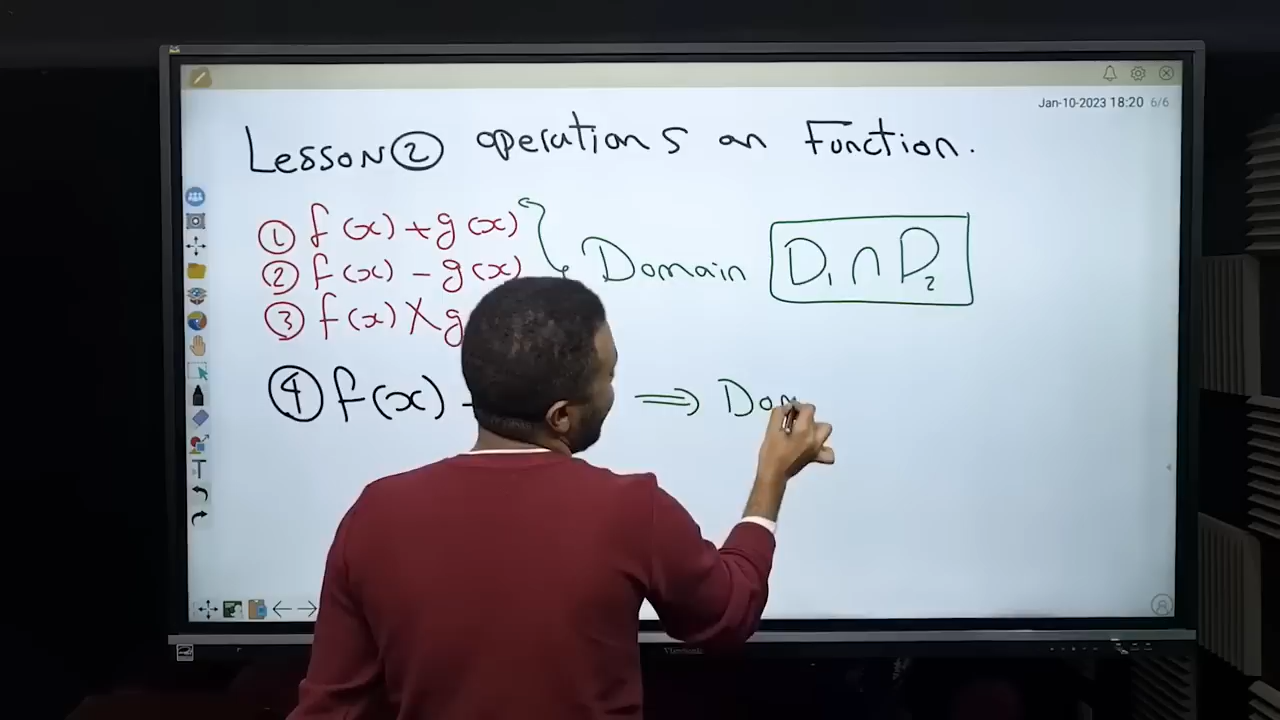 Jan-10-2023 18:20 6/6
Lesson ② operations on Function.
① f(x) + g(x)
② f(x) - g(x) Domain D₁ ∩ D₂
③ f(x) X g
④ f(x) ⇒ Dom
ViewSonic